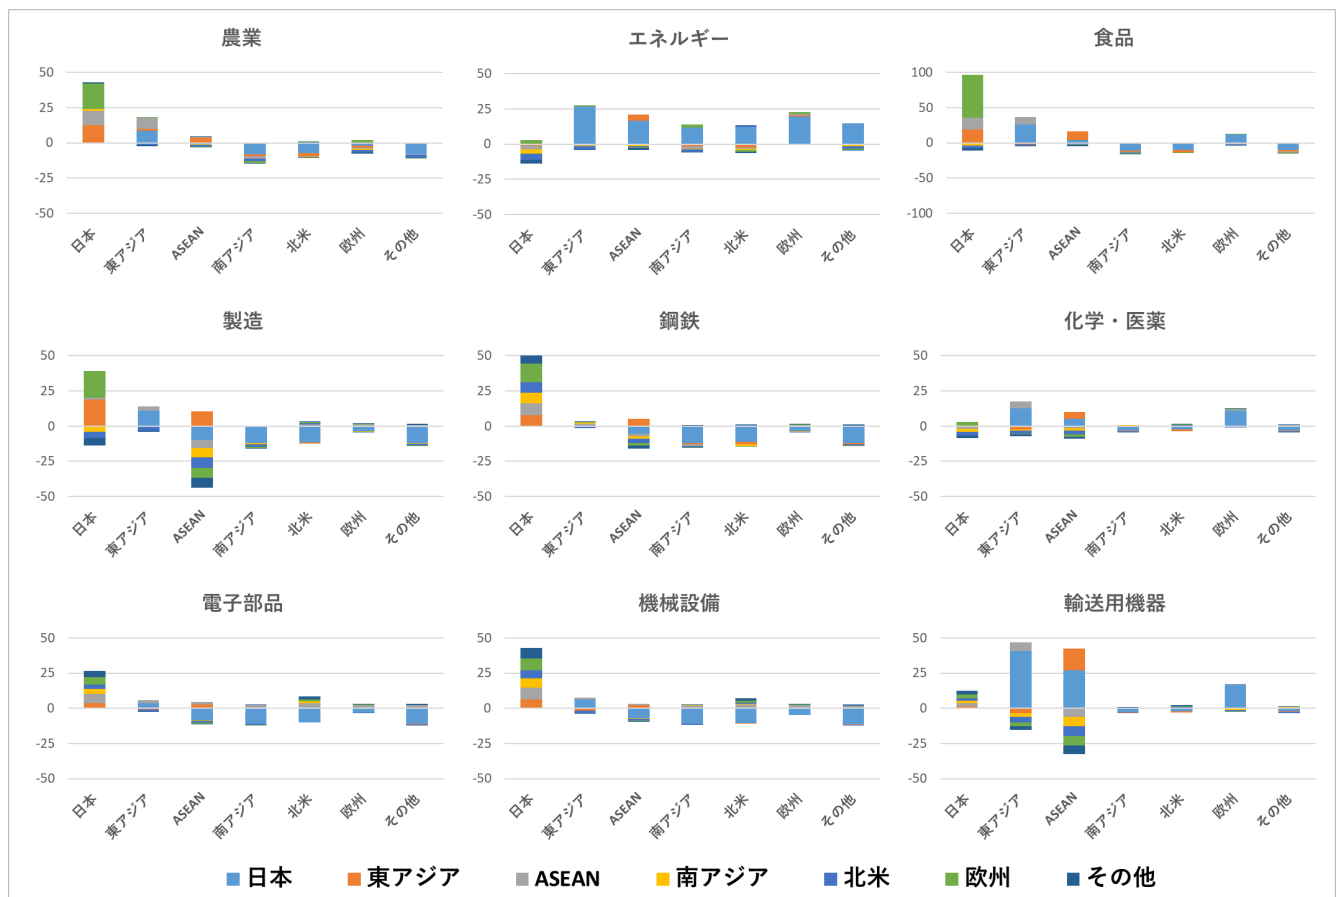 農業 エネルギー 食品
50 50 100
25 25 50
0 0 0
-25 -25 -50
-50 -50 -100
日本 東アジア ASEAN 南アジア 北米 欧州 その他 日本 東アジア ASEAN 南アジア 北米 欧州 その他 日本 東アジア ASEAN 南アジア 北米 欧州 その他
製造 鋼鉄 化学・医薬
50 50 50
25 25 25
0 0 0
-25 -25 -25
-50 -50 -50
日本 東アジア ASEAN 南アジア 北米 欧州 その他 日本 東アジア ASEAN 南アジア 北米 欧州 その他 日本 東アジア ASEAN 南アジア 北米 欧州 その他
電子部品 機械設備 輸送用機器
50 50 50
25 25 25
0 0 0
-25 -25 -25
-50 -50 -50
日本 東アジア ASEAN 南アジア 北米 欧州 その他 日本 東アジア ASEAN 南アジア 北米 欧州 その他 日本 東アジア ASEAN 南アジア 北米 欧州 その他
日本 東アジア ASEAN 南アジア 北米 欧州 その他